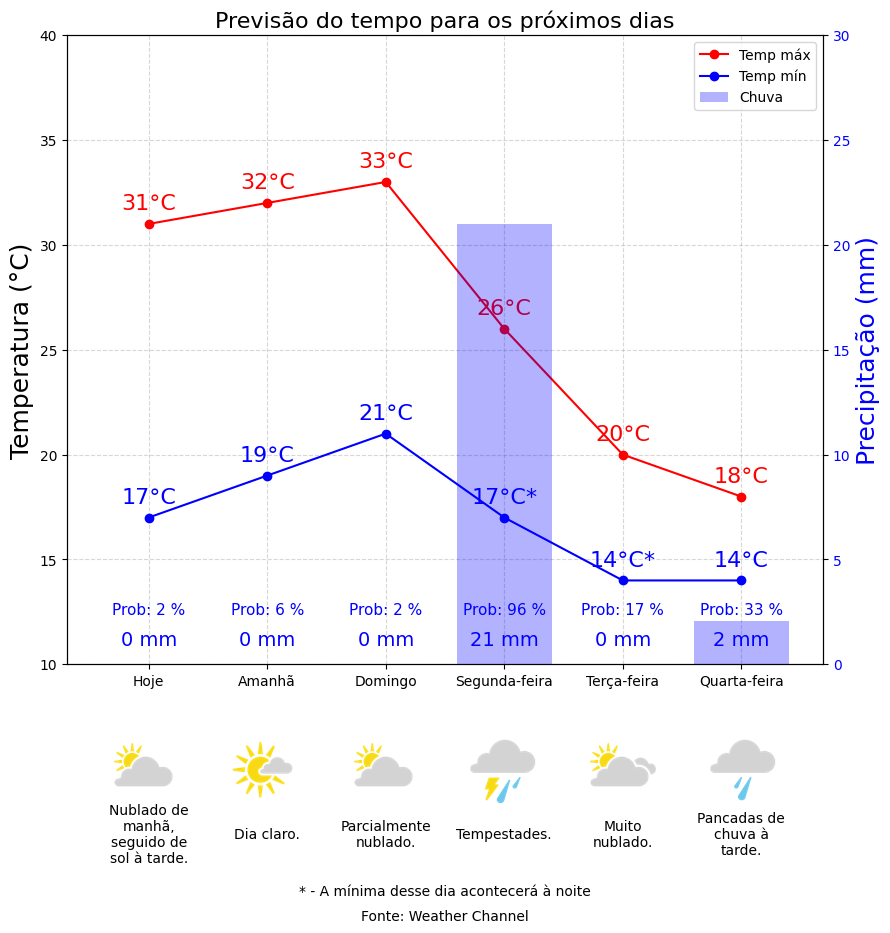 Previsão do tempo para os próximos dias
Temp máx
Temp mín
Chuva
Temperatura (°C)
Precipitação (mm)
40
35
30
25
20
15
10
30
25
20
15
10
5
0
31°C
32°C
33°C
26°C
20°C
18°C
17°C
19°C
21°C
17°C*
14°C*
14°C
Prob: 2 %
Prob: 6 %
Prob: 2 %
Prob: 96 %
Prob: 17 %
Prob: 33 %
0 mm
0 mm
0 mm
21 mm
0 mm
2 mm
Hoje
Amanhã
Domingo
Segunda-feira
Terça-feira
Quarta-feira
Nublado de
manhã,
seguido de
sol à tarde.
Dia claro.
Parcialmente
nublado.
Tempestades.
Muito
nublado.
Pancadas de
chuva à
tarde.
* - A mínima desse dia acontecerá à noite
Fonte: Weather Channel